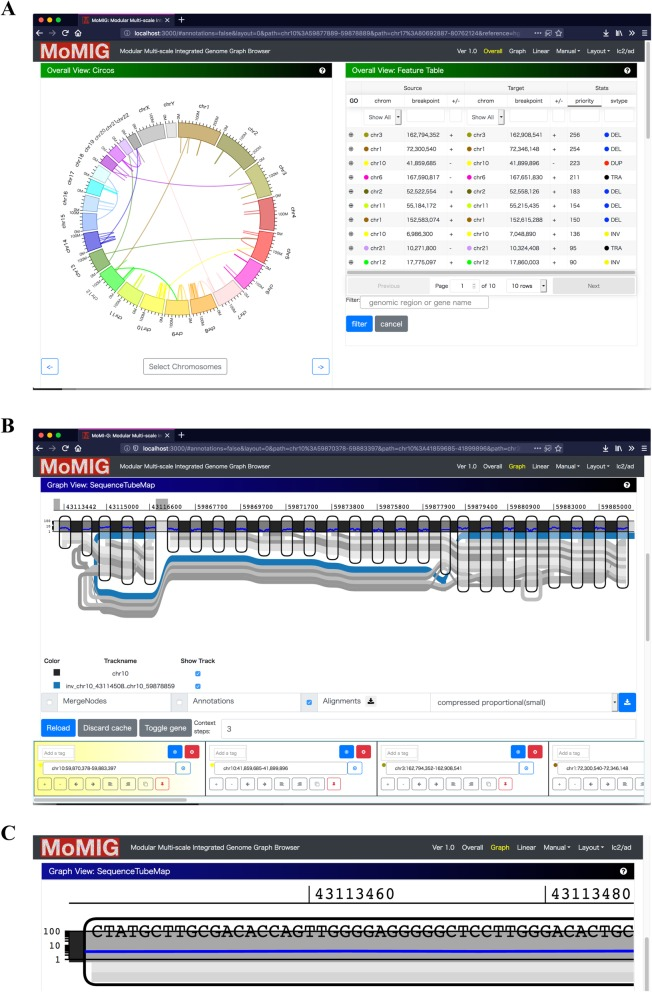 A
MoMIG: Modular Multi-scale In
localhost:3000/#annotations=false&layout=0&path=chr10%3A59877889-59878889&path=chr17%3A80692887-80762124&reference=hg
MoMIG Modular Multi-scale Integrated Genome Graph Browser Ver 1.0 Overall Graph Linear Manual Layout lc2/ad
Overall View: Circos
Overall View: Feature Table
chr1
chr2
chr3
chr4
chr5
chr6
chr7
chr8
chr9
chr10
chr11
chr12
chr13
chr14
chr15
chr16
chr17
chr18
chr19
chr20
chr21
chr22
chrX
chrY
<- Select Chromosomes ->
Source Target Stats
GO chrom breakpoint +/- chrom breakpoint +/- priority svtype
Show All Show All
chr3 162,794,352 + chr3 162,908,541 + 256 DEL
chr1 72,300,540 + chr1 72,346,148 + 254 DEL
chr10 41,859,685 - chr10 41,899,896 - 223 DUP
chr6 167,590,817 - chr6 167,651,830 + 211 TRA
chr2 52,522,554 + chr2 52,558,126 + 183 DEL
chr11 55,184,172 + chr11 55,215,435 + 154 DEL
chr1 152,583,074 + chr1 152,615,288 + 150 DEL
chr10 6,986,300 + chr10 7,048,890 + 136 INV
chr21 10,271,800 - chr21 10,324,408 + 95 TRA
chr12 17,775,097 + chr12 17,860,003 + 90 INV
Previous Page 1 of 10 10 rows Next
Filter: genomic region or gene name
filter cancel
B
MoMI-G: Modular Multi-scale I
localhost:3000/#annotations=false&layout=0&path=chr10%3A59870378-59883397&path=chr10%3A41859685-41899896&path=chr
MoMIG Modular Multi-scale Integrated Genome Graph Browser Ver 1.0 Overall Graph Linear Manual Layout lc2/ad
Graph View: SequenceTubeMap
43113442 43115000 43116600 59867700 59869700 59871700 59873800 59875800 59877900 59879400 59880900 59883000 59885000
Color Trackname Show Track
chr10
inv_chr10_43114508..chr10_59878859
MergeNodes Annotations Alignments compressed proportional(small)
Reload Discard cache Toggle gene Context steps: 3
Add a tag Add a tag Add a tag Add a tag
chr10:59,870,378-59,883,397 chr10:41,859,685-41,899,896 chr3:162,794,352-162,908,541 chr1:72,300,540-72,346,148
C
MoMIG Modular Multi-scale Integrated Genome Graph Browser Ver 1.0 Overall Graph Linear Manual Layout lc2/ad
Graph View: SequenceTubeMap
43113460 43113480
100
10
1
CTATGCTTGCGACACCAGTTGGGGAGGGGGCTCCTTGGGACACTGC